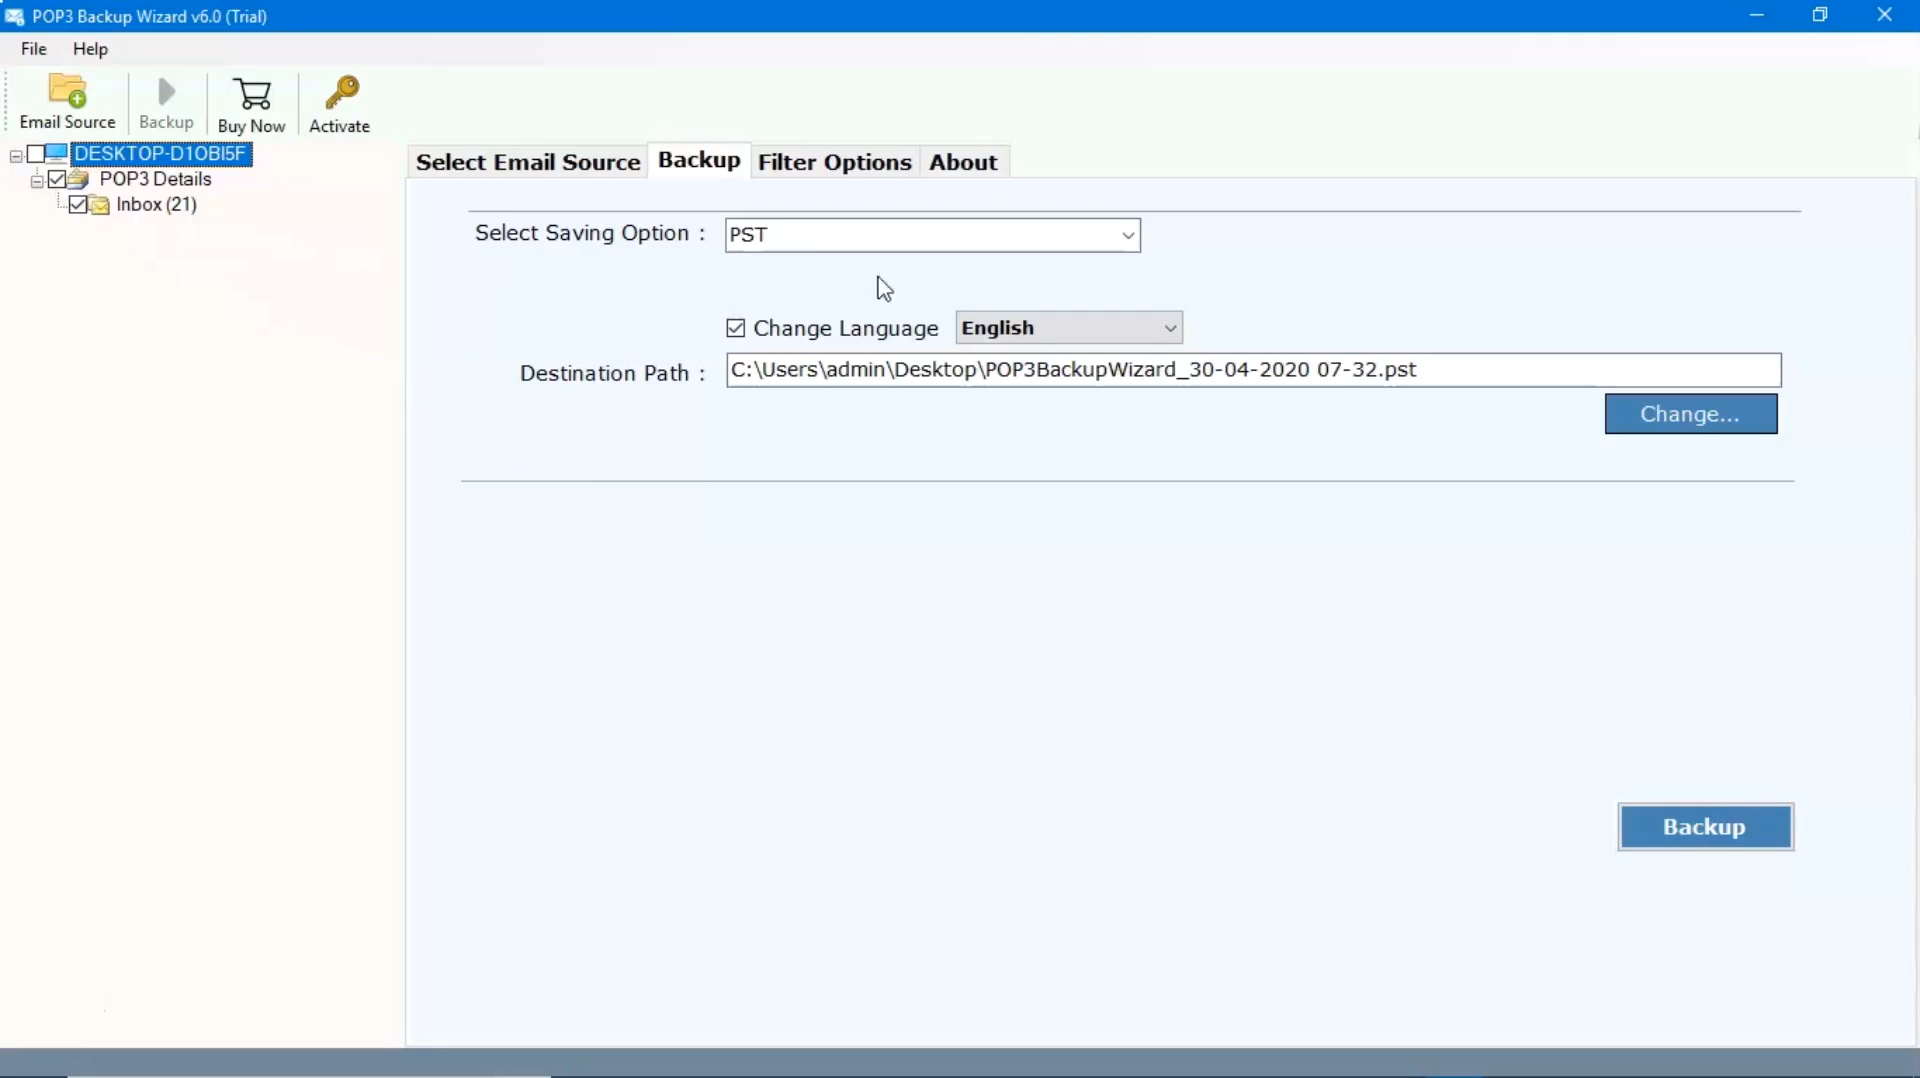 POP3 Backup Wizard v6.0 (Trial)
File Help
Email Source Backup Buy Now Activate
DESKTOP-D1OBI5F
POP3 Details
Inbox (21)
Select Email Source Backup Filter Options About
Select Saving Option : PST
Change Language English
Destination Path : C:\Users\admin\Desktop\POP3BackupWizard_30-04-2020 07-32.pst
Change...
Backup